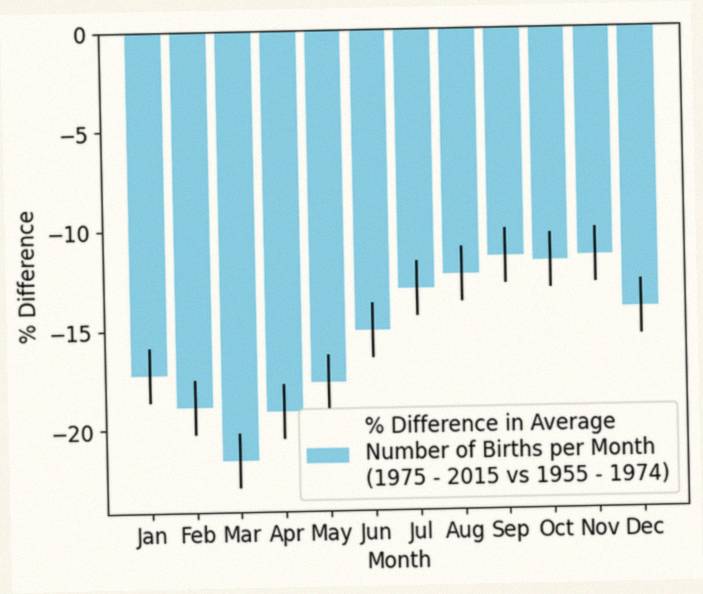 0
−5
−10
−15
−20
% Difference
% Difference in Average
Number of Births per Month
(1975 - 2015 vs 1955 - 1974)
Jan Feb Mar Apr May Jun Jul Aug Sep Oct Nov Dec
Month